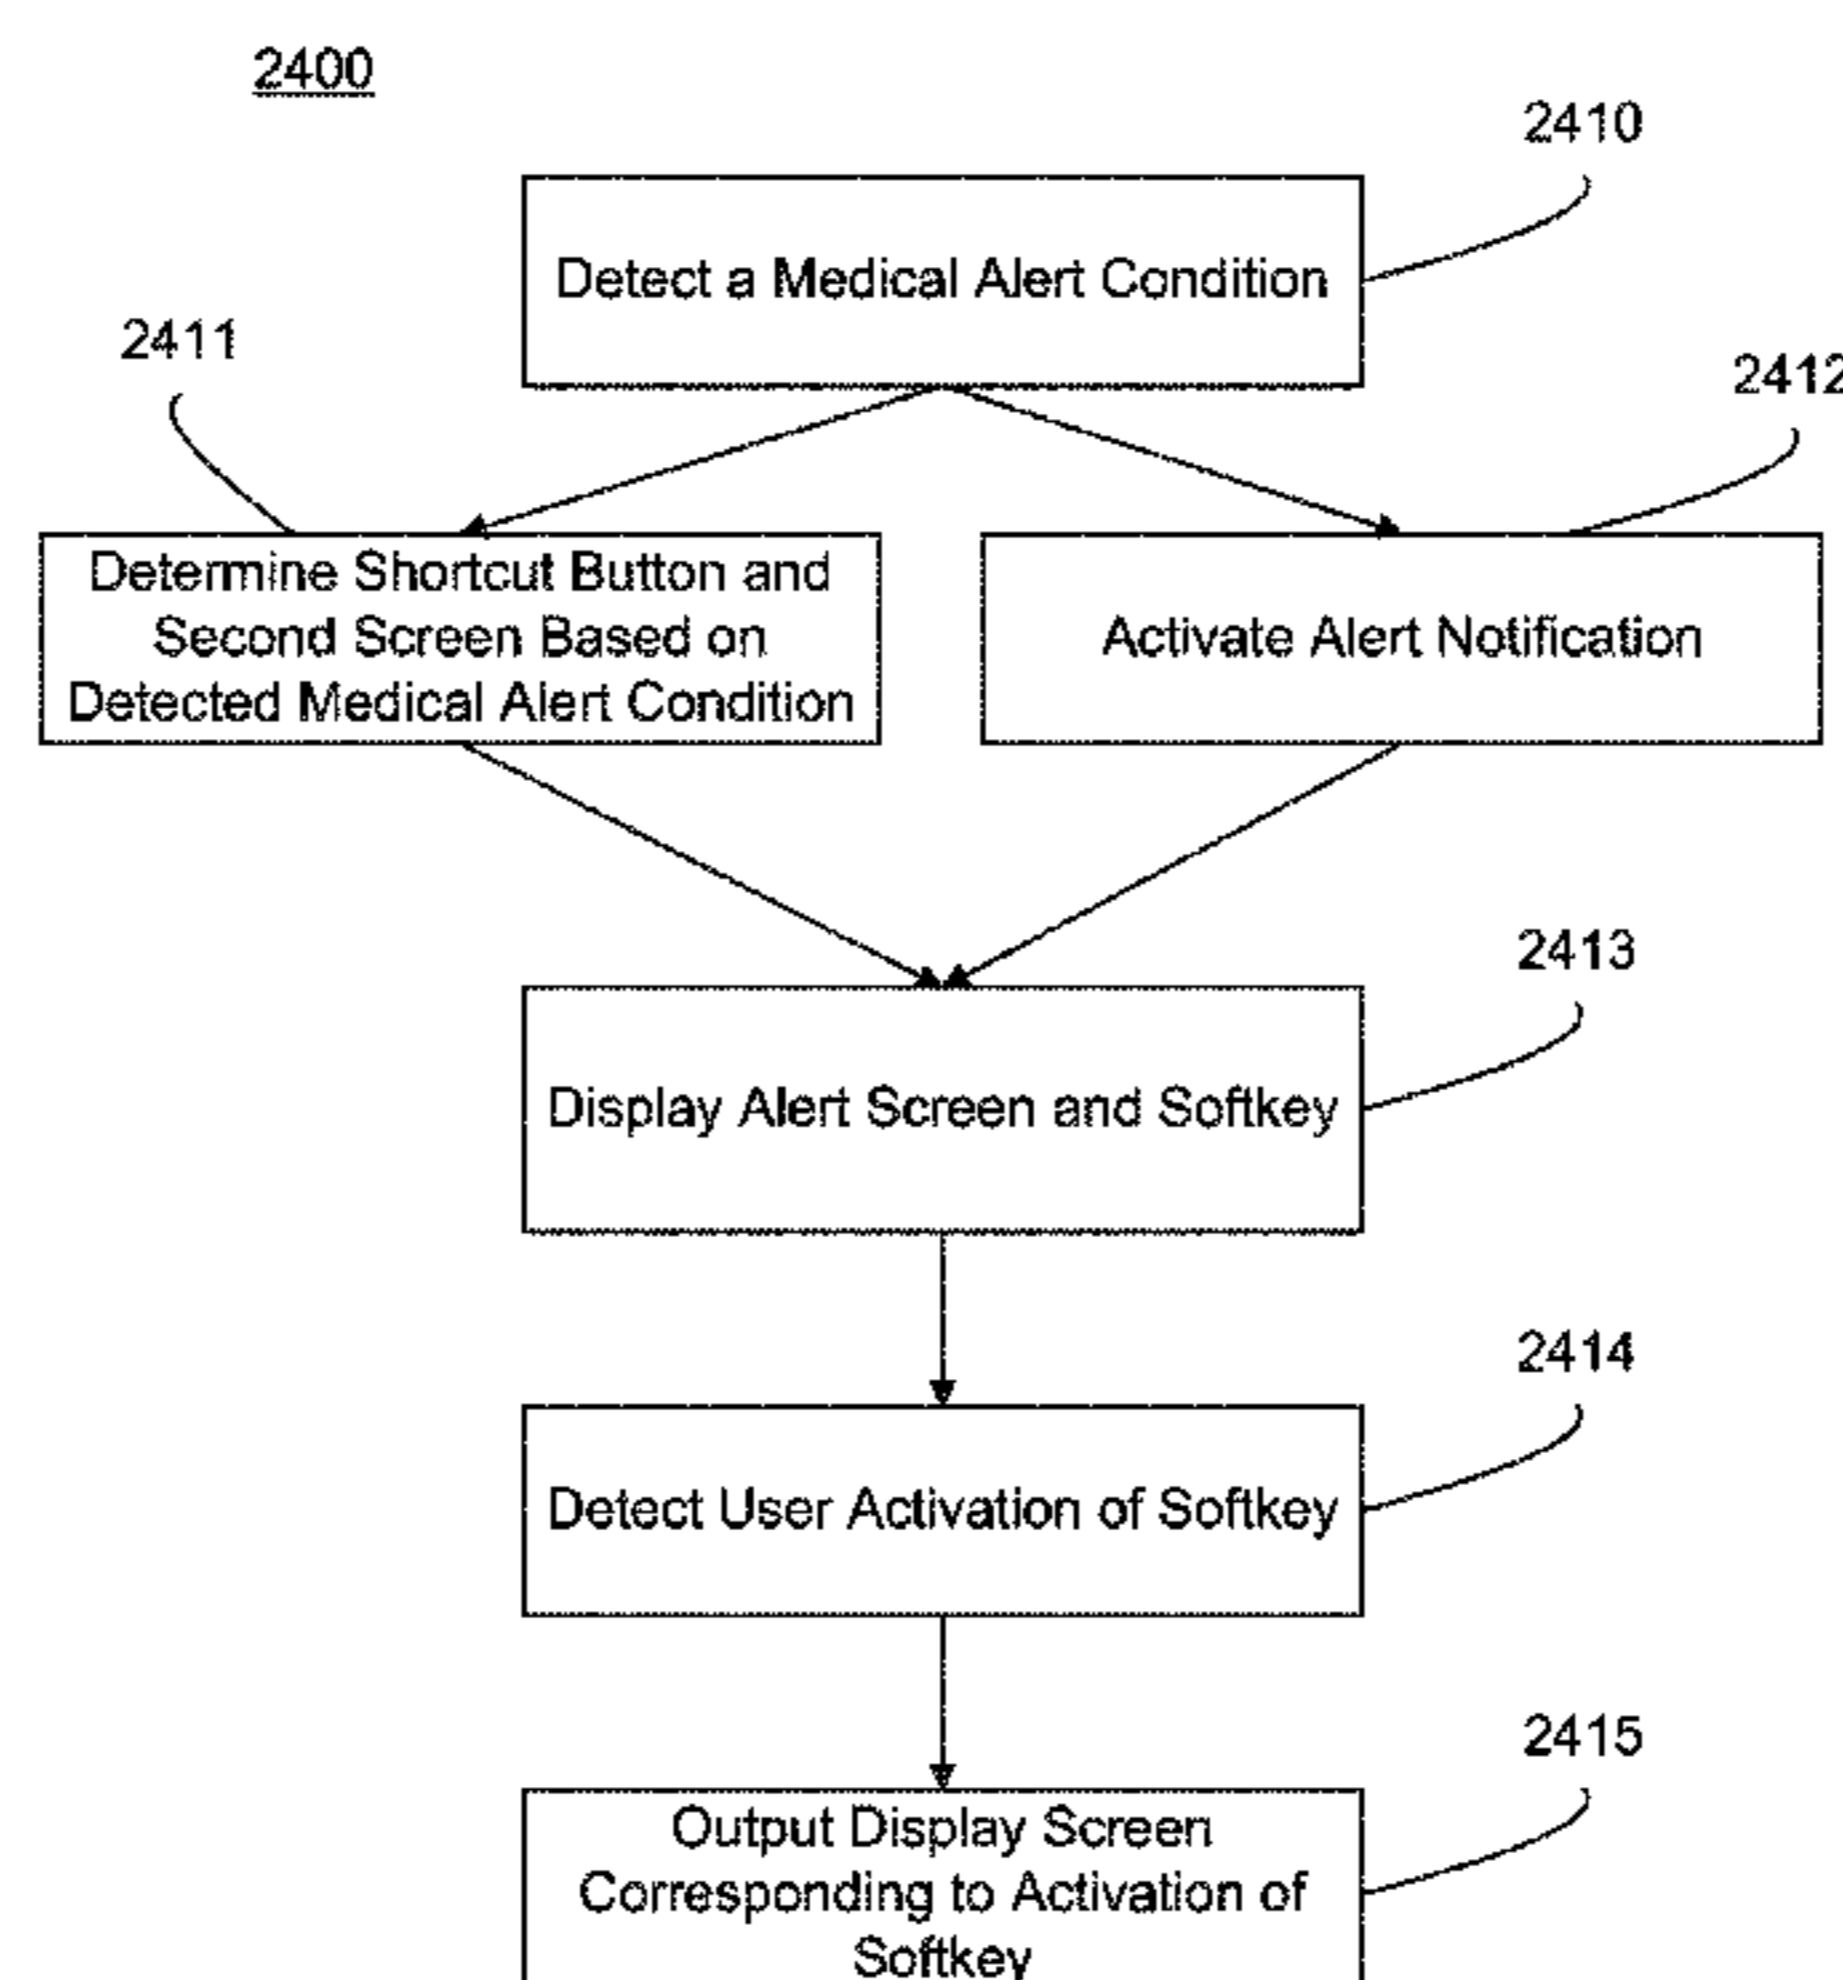 2400
2410
Detect a Medical Alert Condition
2411
2412
Determine Shortcut Button and
Second Screen Based on
Detected Medical Alert Condition
Activate Alert Notification
2413
Display Alert Screen and Softkey
2414
Detect User Activation of Softkey
2415
Output Display Screen
Corresponding to Activation of
Softkey